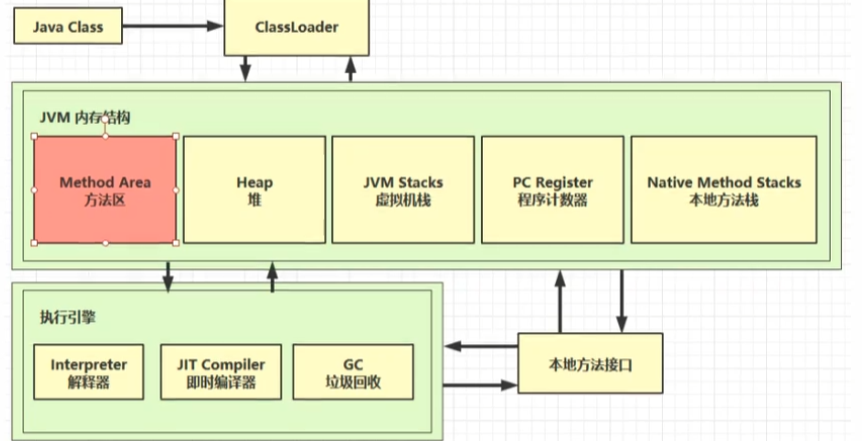 Java Class
ClassLoader
JVM 内存结构
Method Area
方法区
Heap
堆
JVM Stacks
虚拟机栈
PC Register
程序计数器
Native Method Stacks
本地方法栈
执行引擎
Interpreter
解释器
JIT Compiler
即时编译器
GC
垃圾回收
本地方法接口